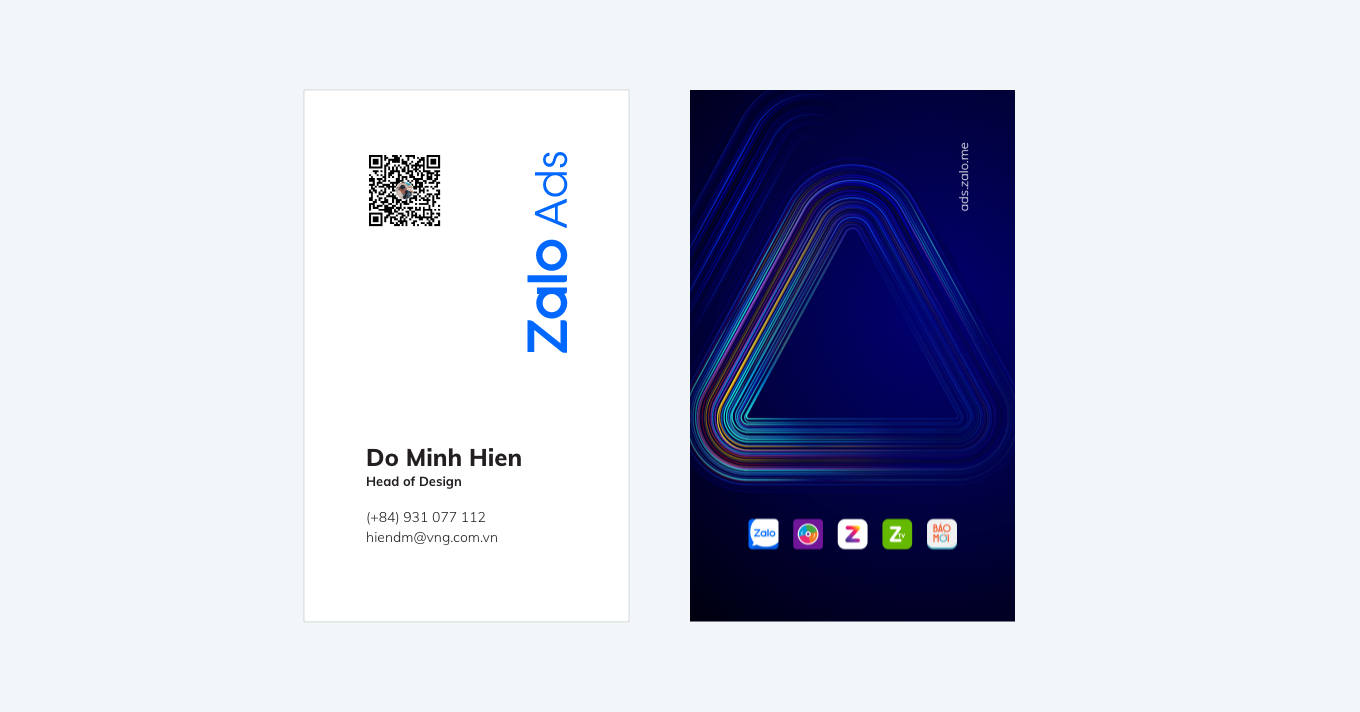 Zalo Ads
Do Minh Hien
Head of Design
(+84) 931 077 112
hiendm@vng.com.vn
ads.zalo.me
Zalo
Z
Z TV
BÁO
MỚI